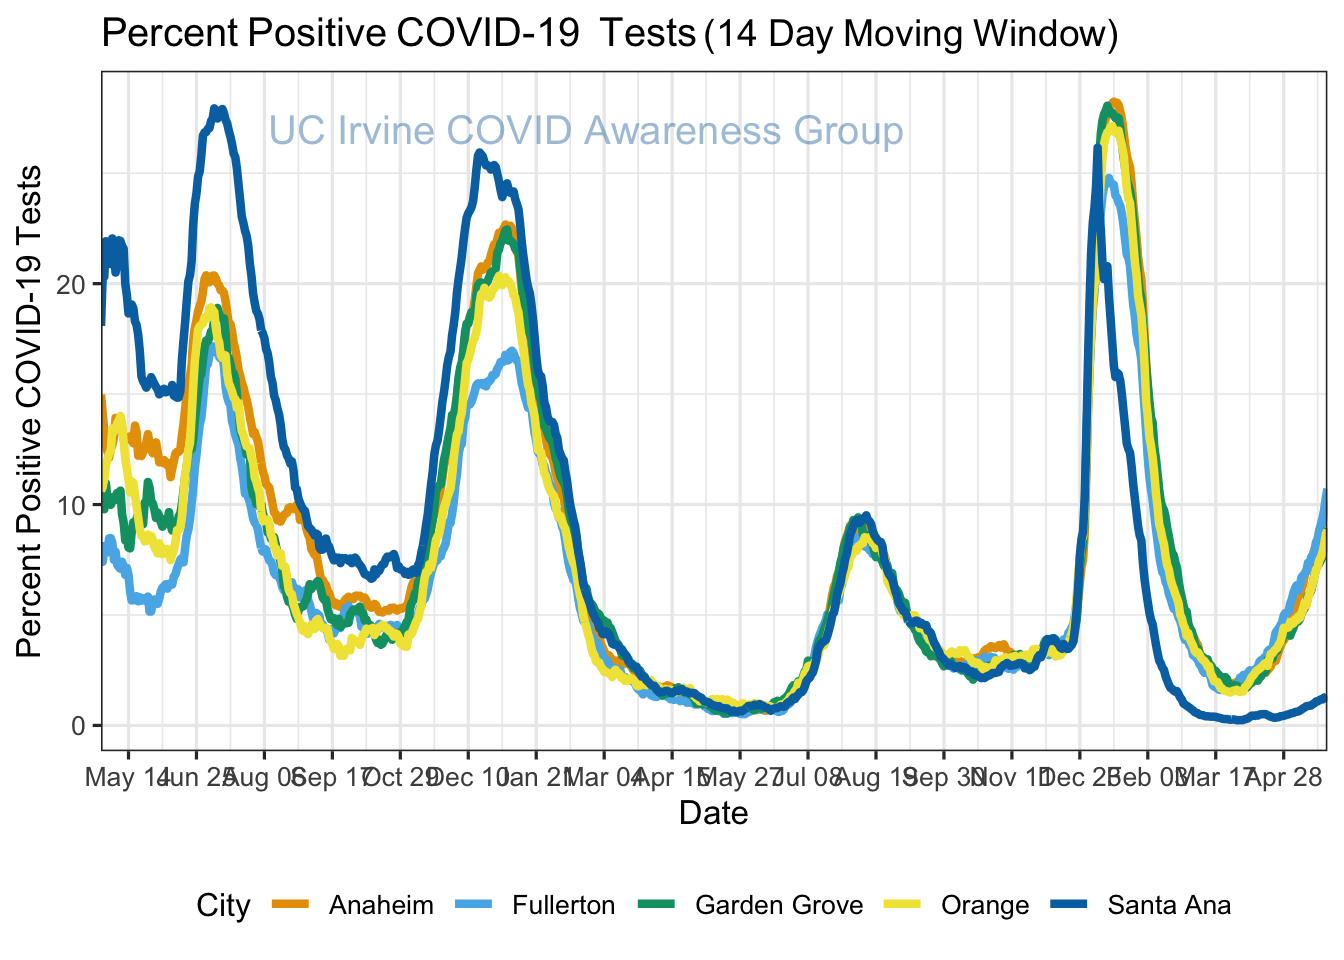 Percent Positive COVID-19 Tests (14 Day Moving Window)
UC Irvine COVID Awareness Group
Percent Positive COVID-19 Tests
20
10
0
May 14 Jun 25 Aug 06 Sep 17 Oct 29 Dec 10 Jan 21 Mar 04 Apr 15 May 27 Jul 08 Aug 19 Sep 30 Nov 11 Dec 23 Feb 03 Mar 17 Apr 28
Date
City Anaheim Fullerton Garden Grove Orange Santa Ana